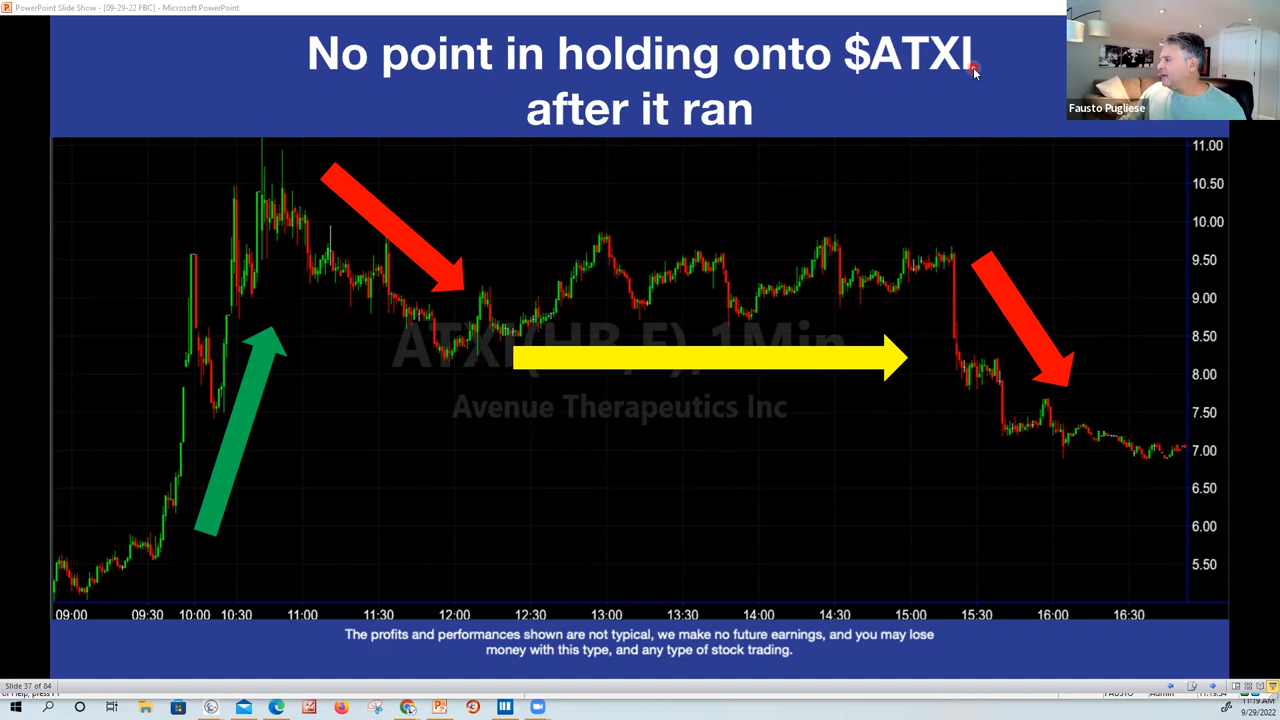 PowerPoint Slide Show - [09-29-22 FBC] - Microsoft PowerPoint
No point in holding onto $ATXI
after it ran
Fausto Pugliese
11.00
10.50
10.00
9.50
9.00
8.50
8.00
7.50
7.00
6.50
6.00
5.50
Avenue Therapeutics Inc
09:00 09:30 10:00 10:30 11:00 11:30 12:00 12:30 13:00 13:30 14:00 14:30 15:00 15:30 16:00 16:30
The profits and performances shown are not typical, we make no future earnings, and you may lose
money with this type, and any type of stock trading.
Slide 37 of 84
11:19 AM
9/29/2022